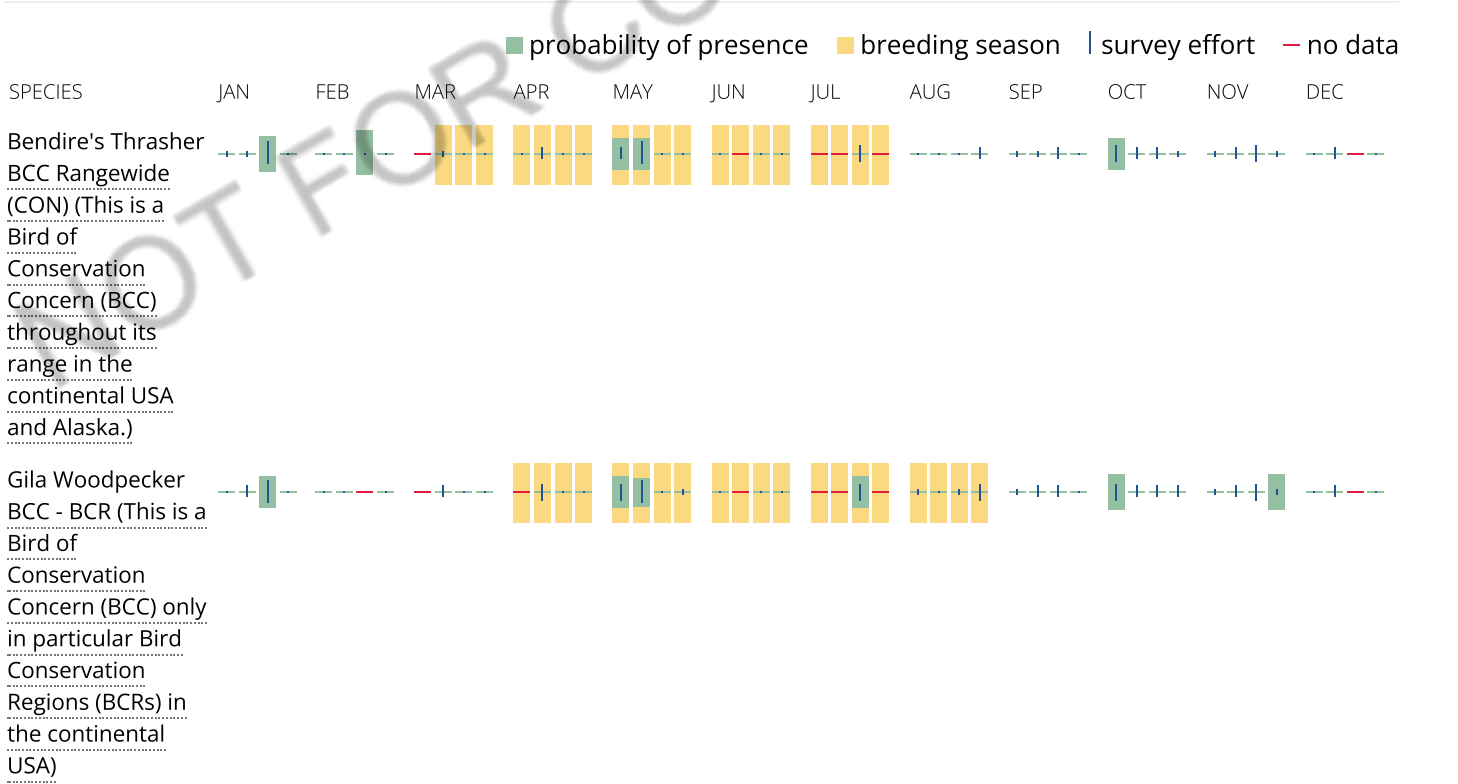 probability of presence breeding season survey effort no data
SPECIES JAN FEB MAR APR MAY JUN JUL AUG SEP OCT NOV DEC
Bendire's Thrasher
BCC Rangewide
(CON) (This is a
Bird of
Conservation
Concern (BCC)
throughout its
range in the
continental USA
and Alaska.)
Gila Woodpecker
BCC - BCR (This is a
Bird of
Conservation
Concern (BCC) only
in particular Bird
Conservation
Regions (BCRs) in
the continental
USA)
NOT FOR CO